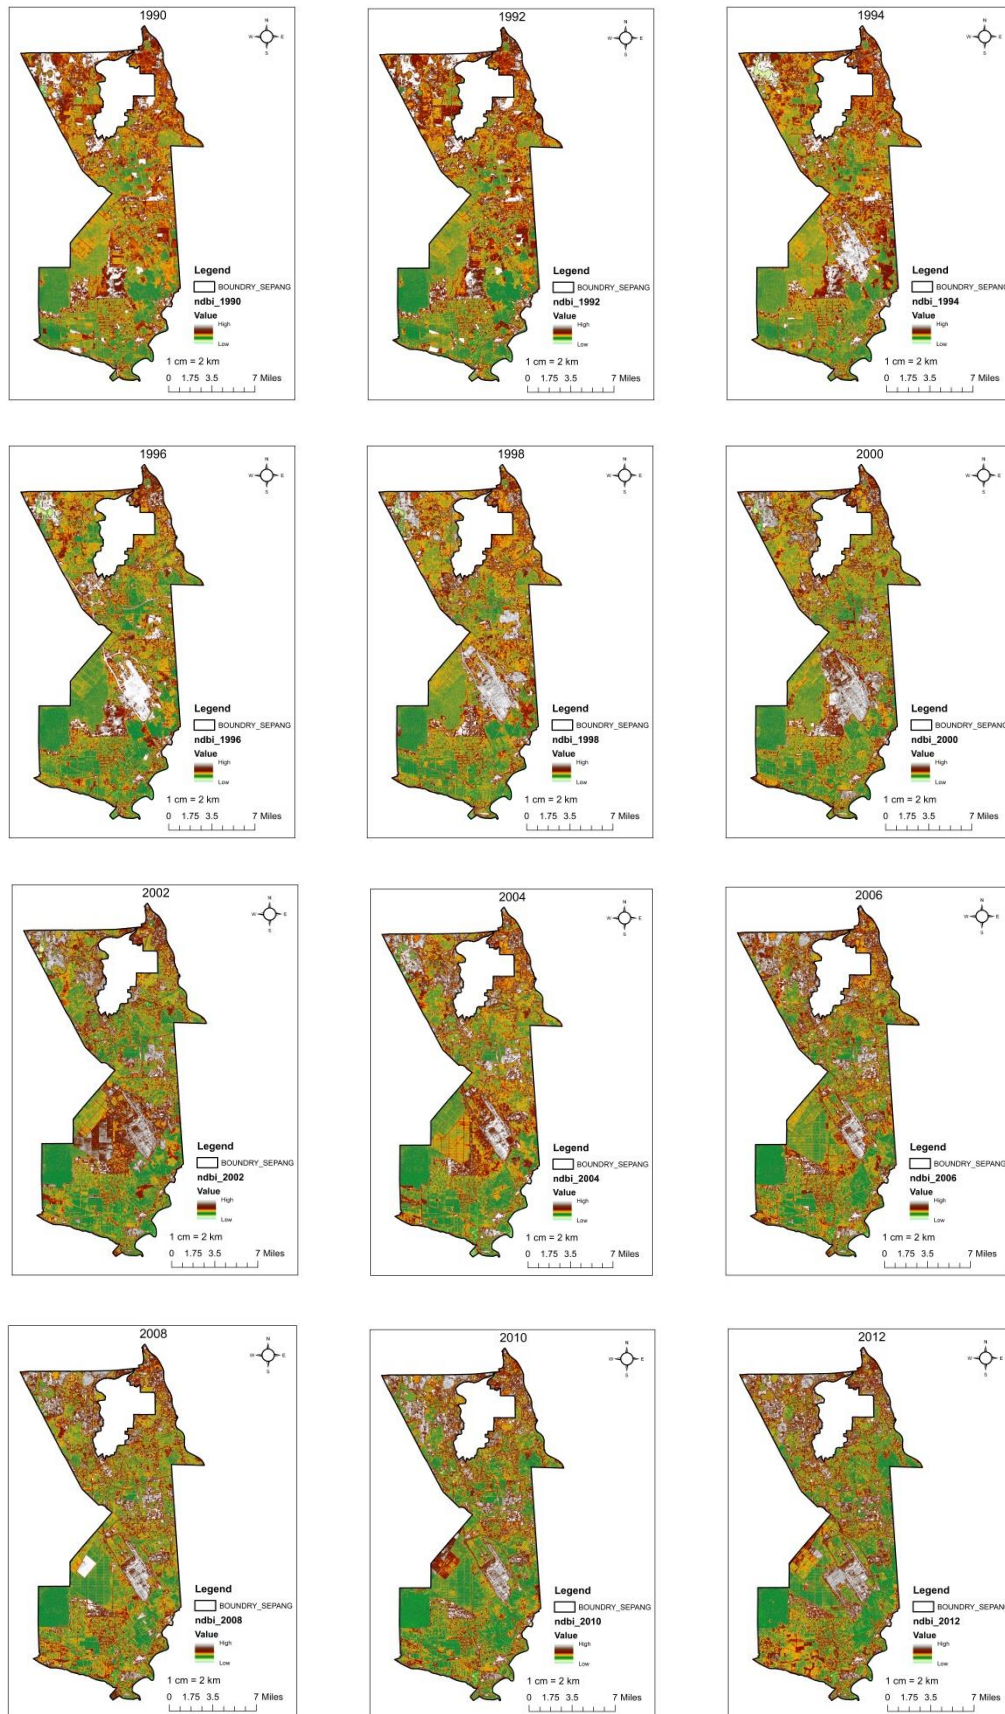 1990
N
W E
S
Legend
BOUNDRY_SEPANG
ndbi_1990
Value
High
Low
1 cm = 2 km
0 1.75 3.5 7 Miles
1992
N
W E
S
Legend
BOUNDRY_SEPANG
ndbi_1992
Value
High
Low
1 cm = 2 km
0 1.75 3.5 7 Miles
1994
N
W E
S
Legend
BOUNDRY_SEPANG
ndbi_1994
Value
High
Low
1 cm = 2 km
0 1.75 3.5 7 Miles
1996
N
W E
S
Legend
BOUNDRY_SEPANG
ndbi_1996
Value
High
Low
1 cm = 2 km
0 1.75 3.5 7 Miles
1998
N
W E
S
Legend
BOUNDRY_SEPANG
ndbi_1998
Value
High
Low
1 cm = 2 km
0 1.75 3.5 7 Miles
2000
N
W E
S
Legend
BOUNDRY_SEPANG
ndbi_2000
Value
High
Low
1 cm = 2 km
0 1.75 3.5 7 Miles
2002
N
W E
S
Legend
BOUNDRY_SEPANG
ndbi_2002
Value
High
Low
1 cm = 2 km
0 1.75 3.5 7 Miles
2004
N
W E
S
Legend
BOUNDRY_SEPANG
ndbi_2004
Value
High
Low
1 cm = 2 km
0 1.75 3.5 7 Miles
2006
N
W E
S
Legend
BOUNDRY_SEPANG
ndbi_2006
Value
High
Low
1 cm = 2 km
0 1.75 3.5 7 Miles
2008
N
W E
S
Legend
BOUNDRY_SEPANG
ndbi_2008
Value
High
Low
1 cm = 2 km
0 1.75 3.5 7 Miles
2010
N
W E
S
Legend
BOUNDRY_SEPANG
ndbi_2010
Value
High
Low
1 cm = 2 km
0 1.75 3.5 7 Miles
2012
N
W E
S
Legend
BOUNDRY_SEPANG
ndbi_2012
Value
High
Low
1 cm = 2 km
0 1.75 3.5 7 Miles